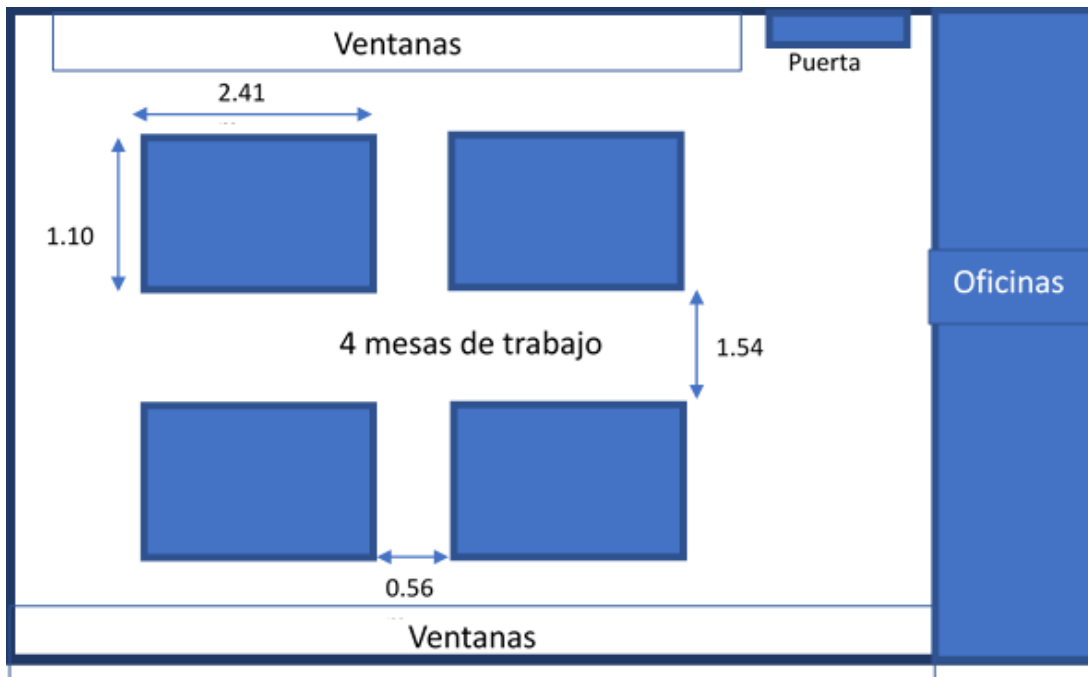 Ventanas
Puerta
2.41
1.10
Oficinas
4 mesas de trabajo
1.54
0.56
Ventanas